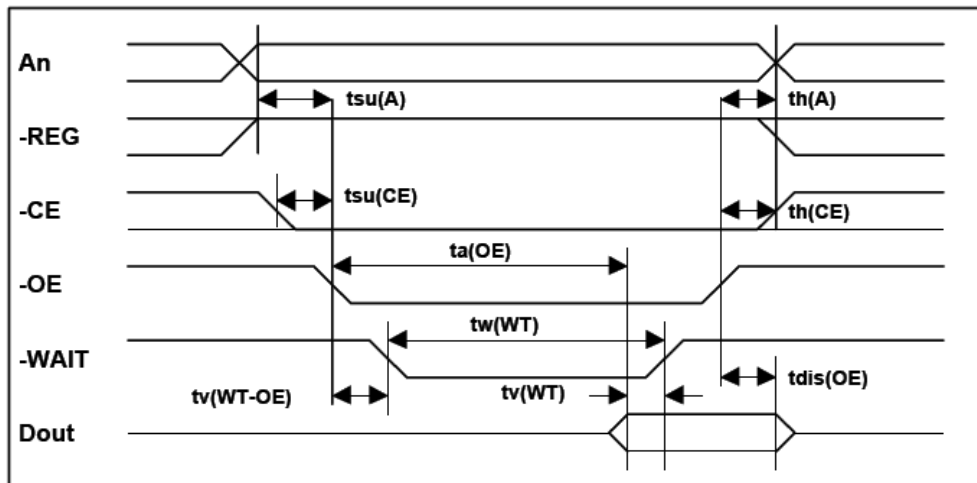 An
tsu(A)
th(A)
-REG
tsu(CE)
-CE
th(CE)
ta(OE)
-OE
tw(WT)
-WAIT
tdis(OE)
tv(WT-OE)
tv(WT)
Dout